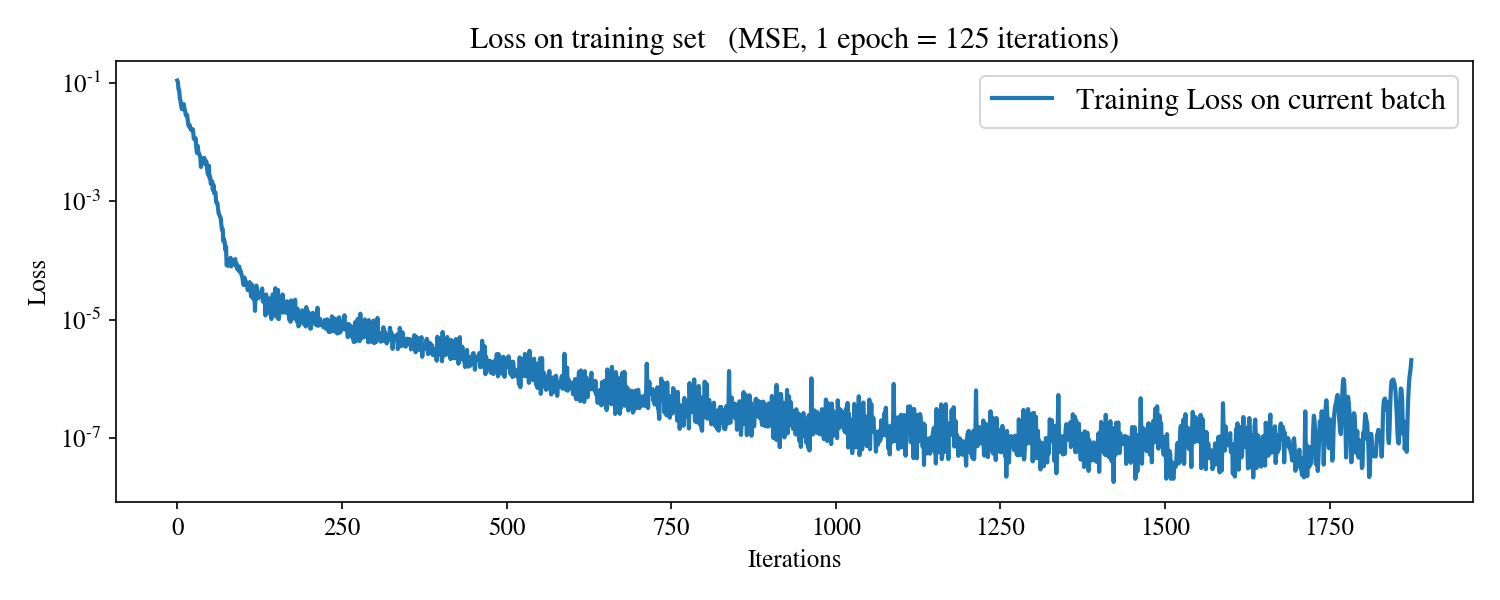 Loss on training set (MSE, 1 epoch = 125 iterations)
Training Loss on current batch
Loss
10⁻¹
10⁻³
10⁻⁵
10⁻⁷
0 250 500 750 1000 1250 1500 1750
Iterations